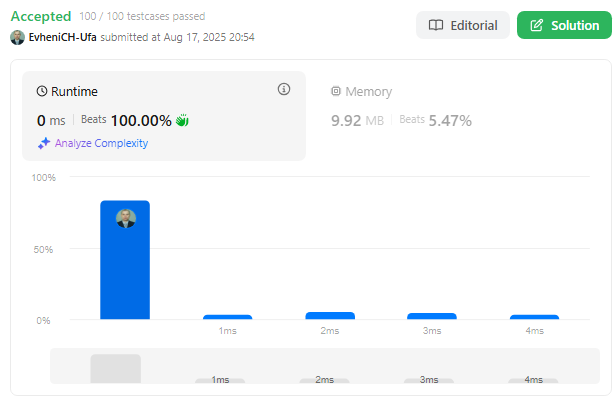 Accepted 100 / 100 testcases passed
Editorial
Solution
EvheniCH-Ufa submitted at Aug 17, 2025 20:54
Runtime
0 ms | Beats 100.00%
Analyze Complexity
Memory
9.92 MB | Beats 5.47%
100%
50%
0%
1ms 2ms 3ms 4ms
1ms 2ms 3ms 4ms